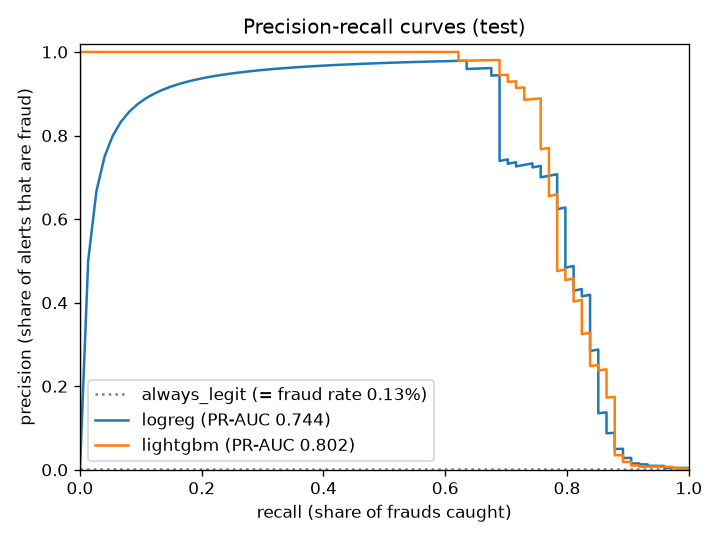 Precision-recall curves (test)
precision (share of alerts that are fraud)
1.0
0.8
0.6
0.4
0.2
0.0
always_legit (= fraud rate 0.13%)
logreg (PR-AUC 0.744)
lightgbm (PR-AUC 0.802)
0.0 0.2 0.4 0.6 0.8 1.0
recall (share of frauds caught)